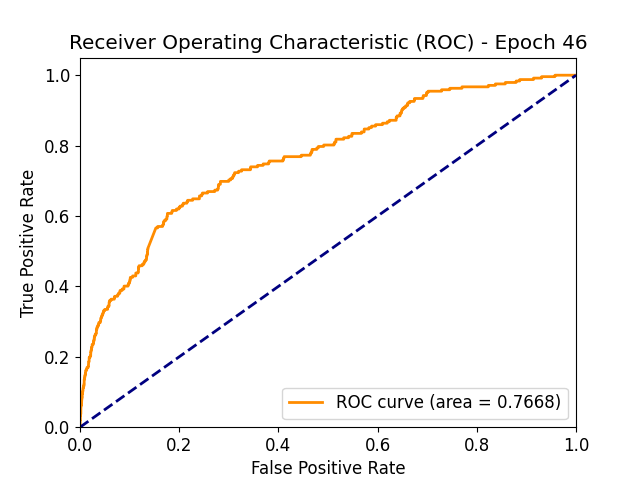 Receiver Operating Characteristic (ROC) - Epoch 46
True Positive Rate
1.0
0.8
0.6
0.4
0.2
0.0
ROC curve (area = 0.7668)
0.0 0.2 0.4 0.6 0.8 1.0
False Positive Rate